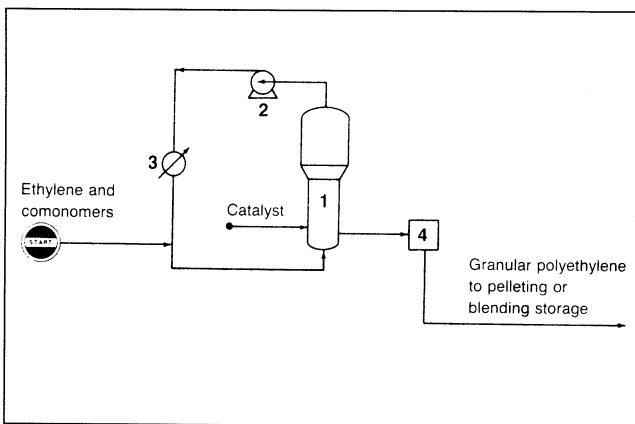 2
3
Ethylene and
comonomers
START
Catalyst
1
4
Granular polyethylene
to pelleting or
blending storage